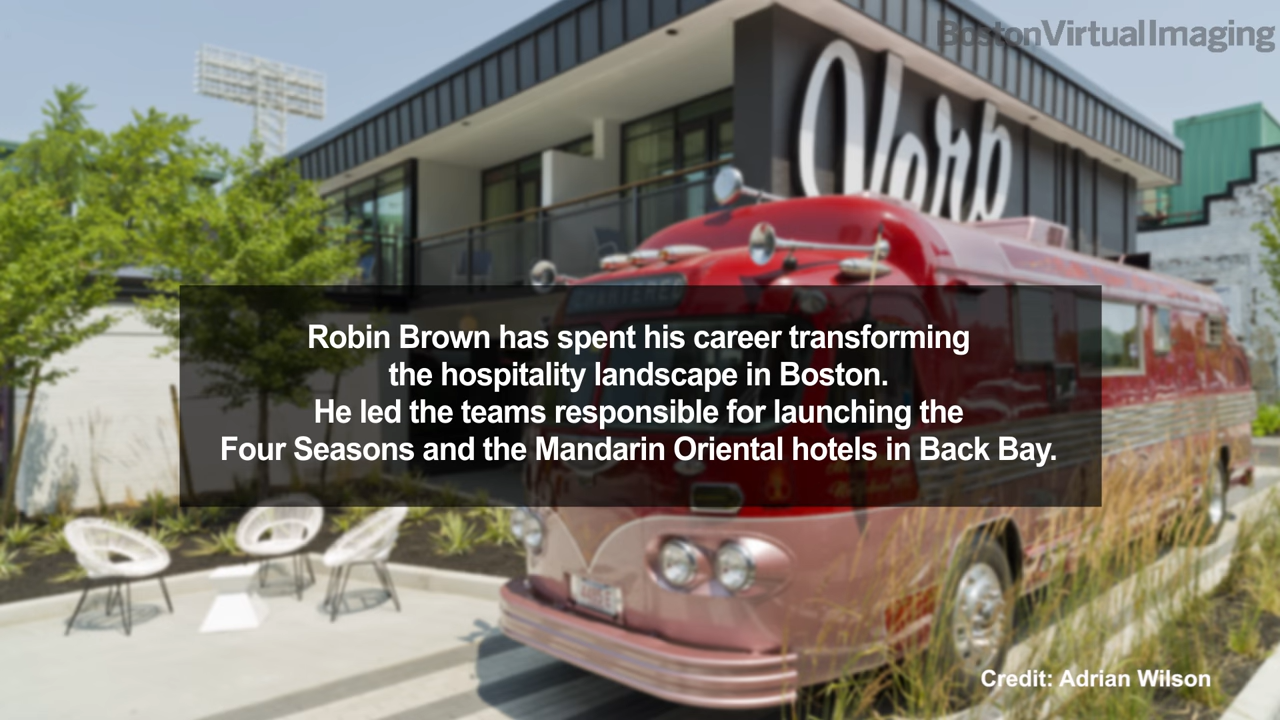 BostonVirtualImaging
Verb
Robin Brown has spent his career transforming
the hospitality landscape in Boston.
He led the teams responsible for launching the
Four Seasons and the Mandarin Oriental hotels in Back Bay.
Credit: Adrian Wilson